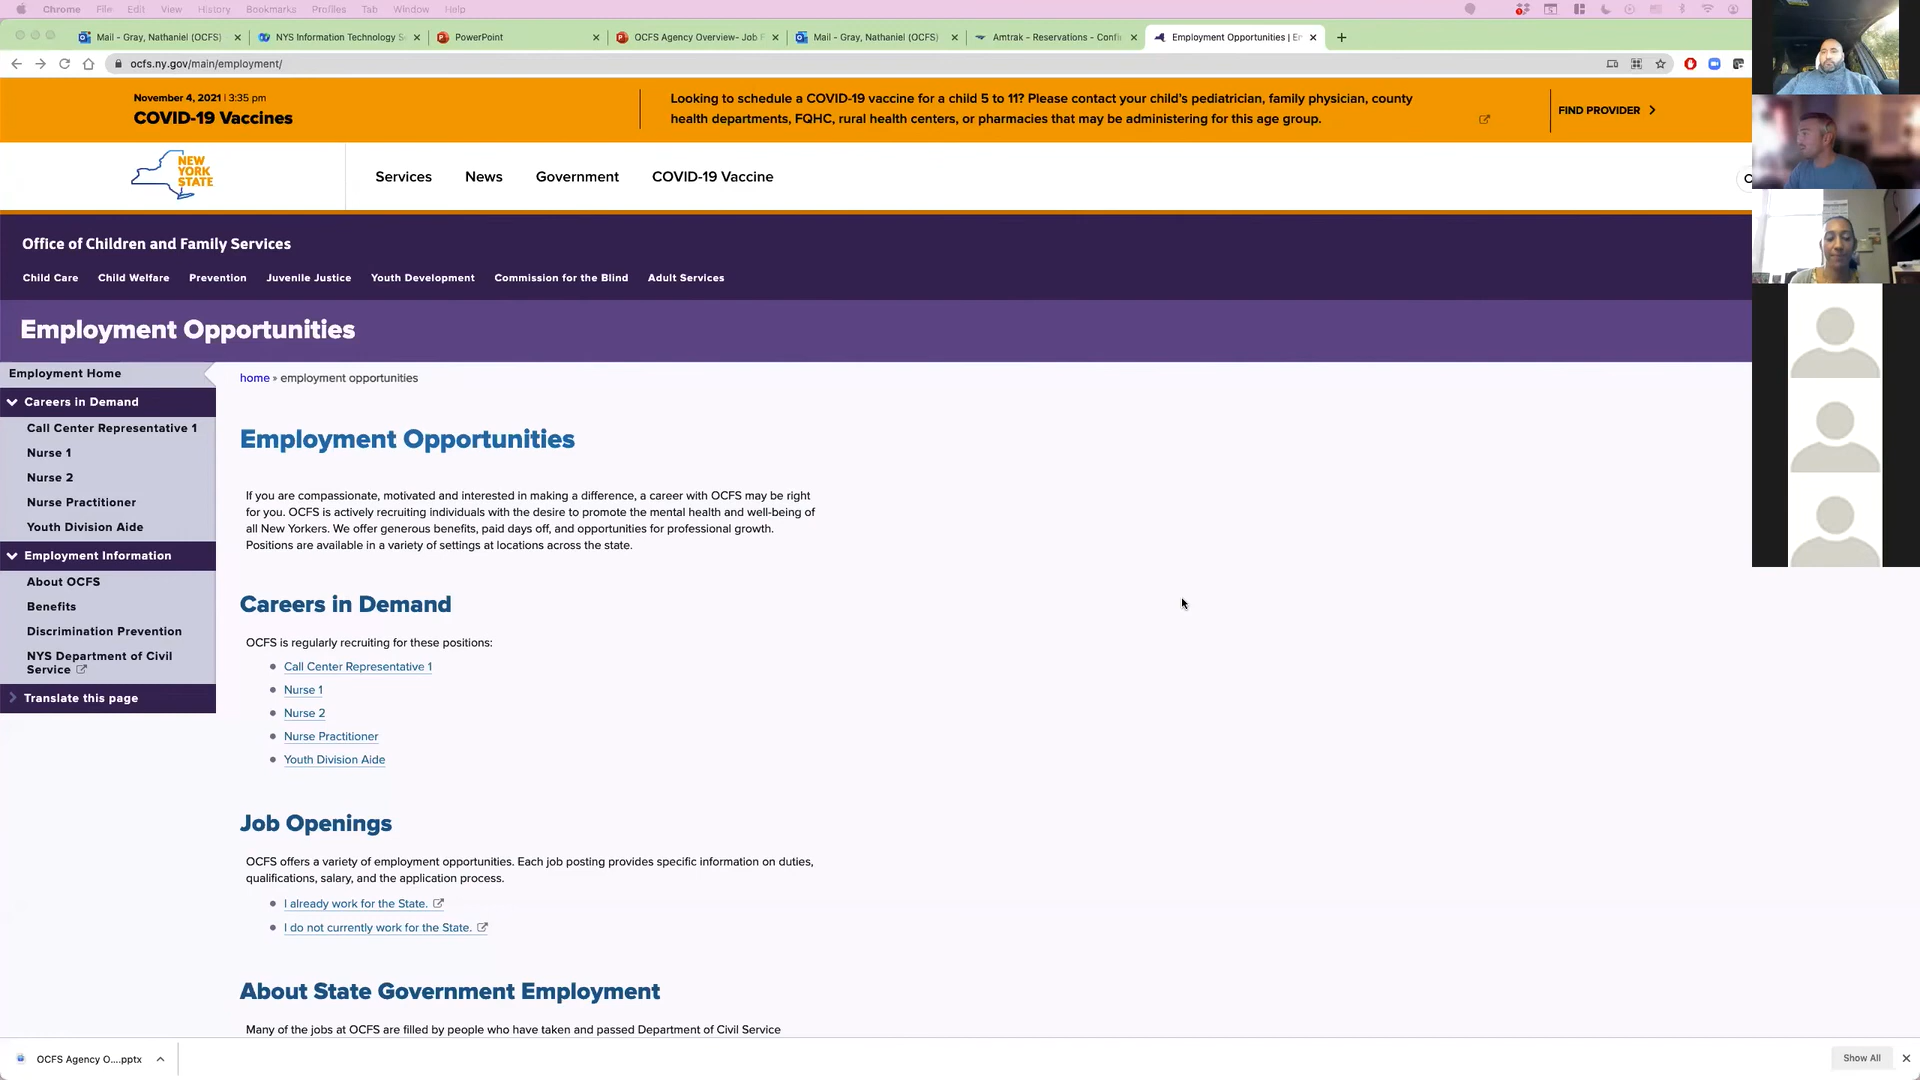 Chrome File Edit View History Bookmarks Profiles Tab Window Help
Mail - Gray, Nathaniel (OCFS)
NYS Information Technology S
PowerPoint
OCFS Agency Overview- Job F
Mail - Gray, Nathaniel (OCFS)
Amtrak - Reservations - Confi
Employment Opportunities | E
ocfs.ny.gov/main/employment/
November 4, 2021 | 3:35 pm
COVID-19 Vaccines
Looking to schedule a COVID-19 vaccine for a child 5 to 11? Please contact your child's pediatrician, family physician, county
health departments, FQHC, rural health centers, or pharmacies that may be administering for this age group.
FIND PROVIDER
NEW
YORK
STATE
Services News Government COVID-19 Vaccine
Office of Children and Family Services
Child Care Child Welfare Prevention Juvenile Justice Youth Development Commission for the Blind Adult Services
Employment Opportunities
Employment Home
Careers in Demand
Call Center Representative 1
Nurse 1
Nurse 2
Nurse Practitioner
Youth Division Aide
Employment Information
About OCFS
Benefits
Discrimination Prevention
NYS Department of Civil
Service
Translate this page
home » employment opportunities
Employment Opportunities
If you are compassionate, motivated and interested in making a difference, a career with OCFS may be right
for you. OCFS is actively recruiting individuals with the desire to promote the mental health and well-being of
all New Yorkers. We offer generous benefits, paid days off, and opportunities for professional growth.
Positions are available in a variety of settings at locations across the state.
Careers in Demand
OCFS is regularly recruiting for these positions:
Call Center Representative 1
Nurse 1
Nurse 2
Nurse Practitioner
Youth Division Aide
Job Openings
OCFS offers a variety of employment opportunities. Each job posting provides specific information on duties,
qualifications, salary, and the application process.
I already work for the State.
I do not currently work for the State.
About State Government Employment
Many of the jobs at OCFS are filled by people who have taken and passed Department of Civil Service
OCFS Agency O....pptx
Show All